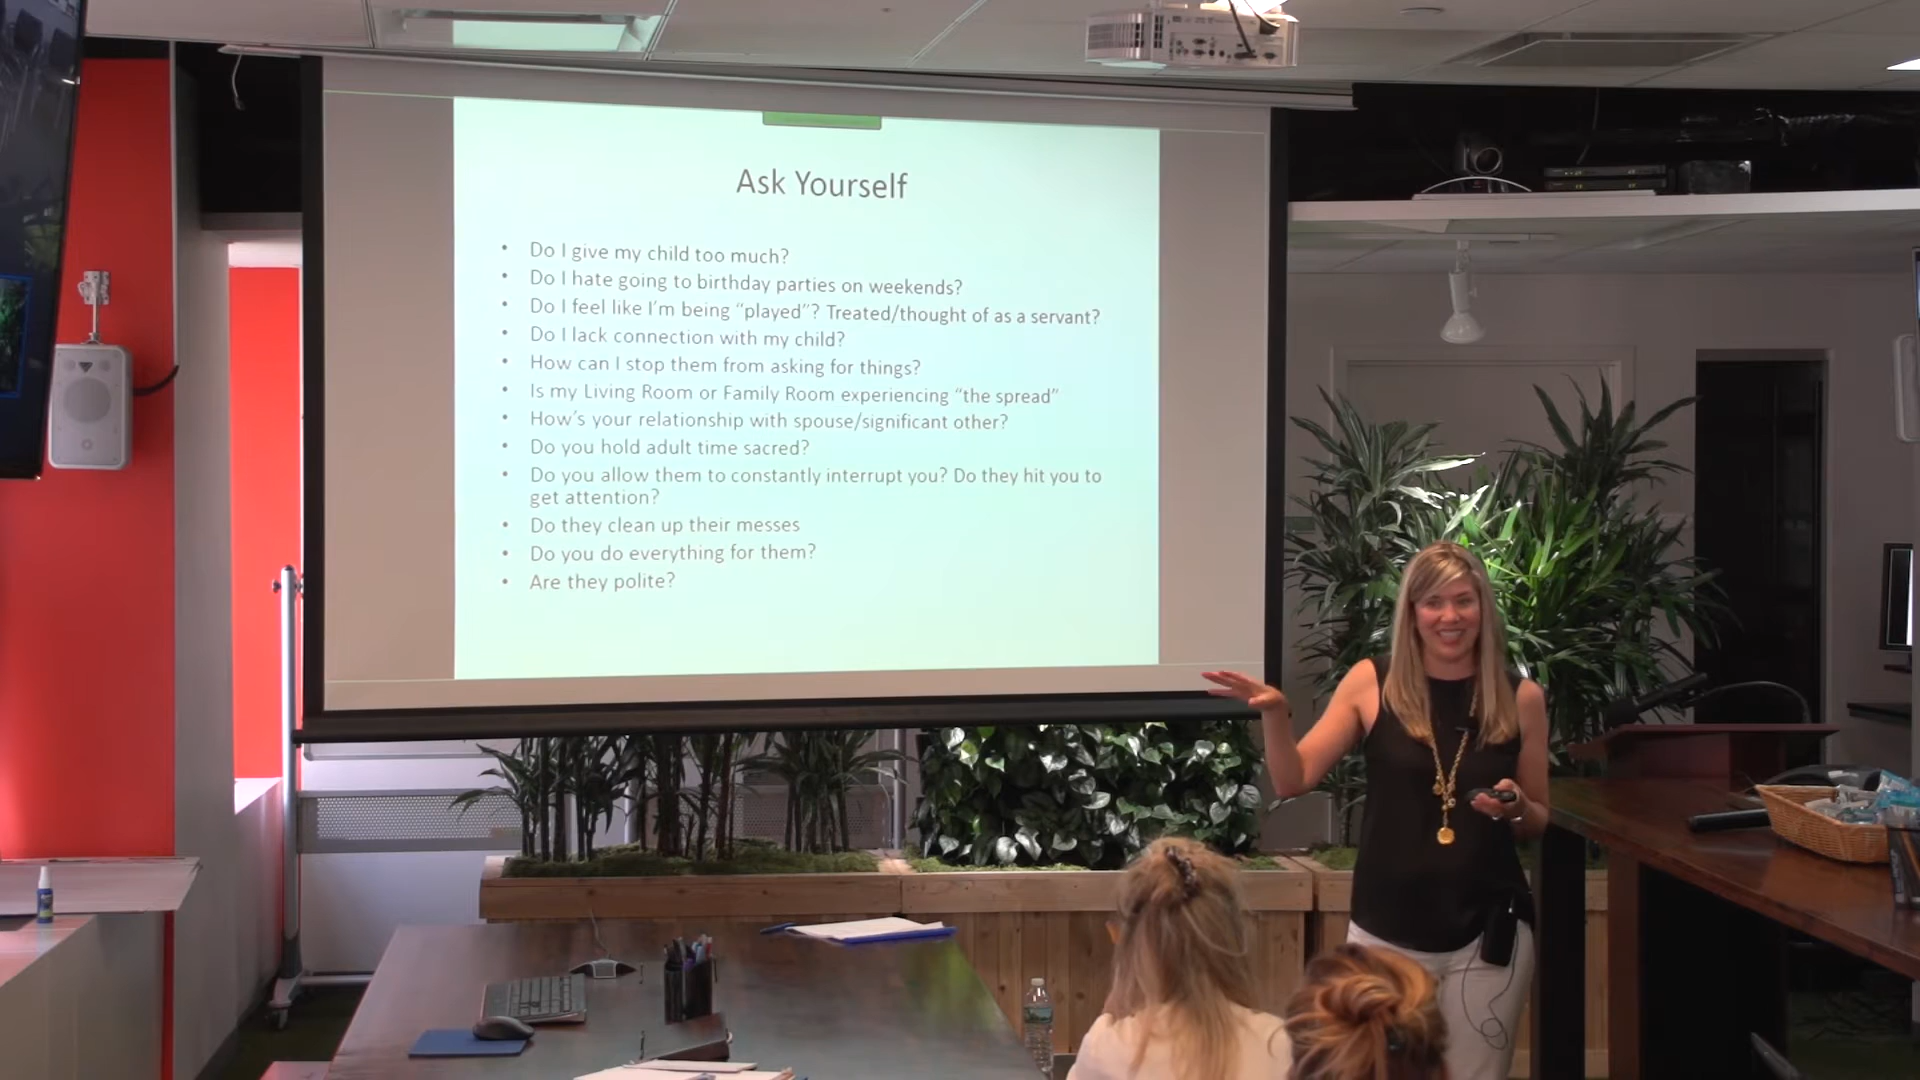 Ask Yourself
• Do I give my child too much?
• Do I hate going to birthday parties on weekends?
• Do I feel like I'm being “played”? Treated/thought of as a servant?
• Do I lack connection with my child?
• How can I stop them from asking for things?
• Is my Living Room or Family Room experiencing “the spread”
• How's your relationship with spouse/significant other?
• Do you hold adult time sacred?
• Do you allow them to constantly interrupt you? Do they hit you to
get attention?
• Do they clean up their messes
• Do you do everything for them?
• Are they polite?